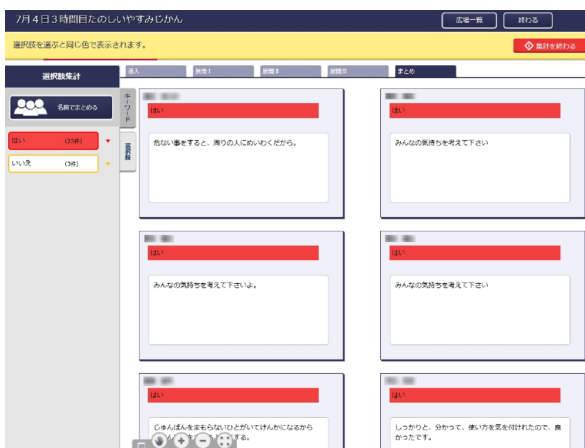 7月4日3時間目たのしいやすみじかん
広場一覧
終わる
選択肢を選ぶと同じ色で表示されます。
集計を終わる
選択肢集計
導入
展開Ⅰ
展開Ⅱ
展開Ⅲ
まとめ
名前でまとめる
キーワード
選択肢
はい
いいえ
はい
危ない事をすると、周りの人にめいわくだから。
はい
みんなの気持ちを考えて下さい
はい
みんなの気持ちを考えて下さいよ。
はい
みんなの気持ちを考えて下さい
はい
じゅんばんをまもらないひとがいてけんかになるから
する。
はい
しっかりと、分かって、使い方を気を付けれたので、良
かったです。